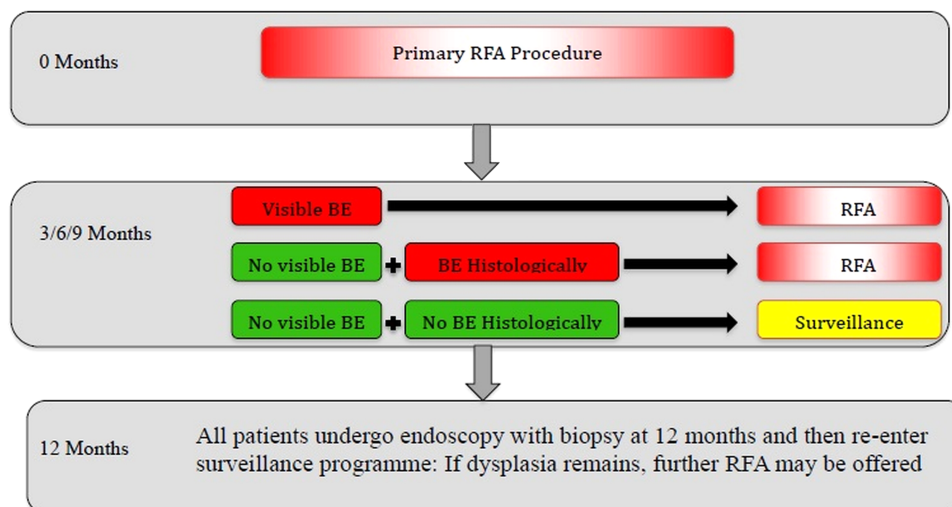 0 Months
Primary RFA Procedure
3/6/9 Months
Visible BE
RFA
No visible BE
+
BE Histologically
RFA
No visible BE
+
No BE Histologically
Surveillance
12 Months
All patients undergo endoscopy with biopsy at 12 months and then re-enter
surveillance programme: If dysplasia remains, further RFA may be offered